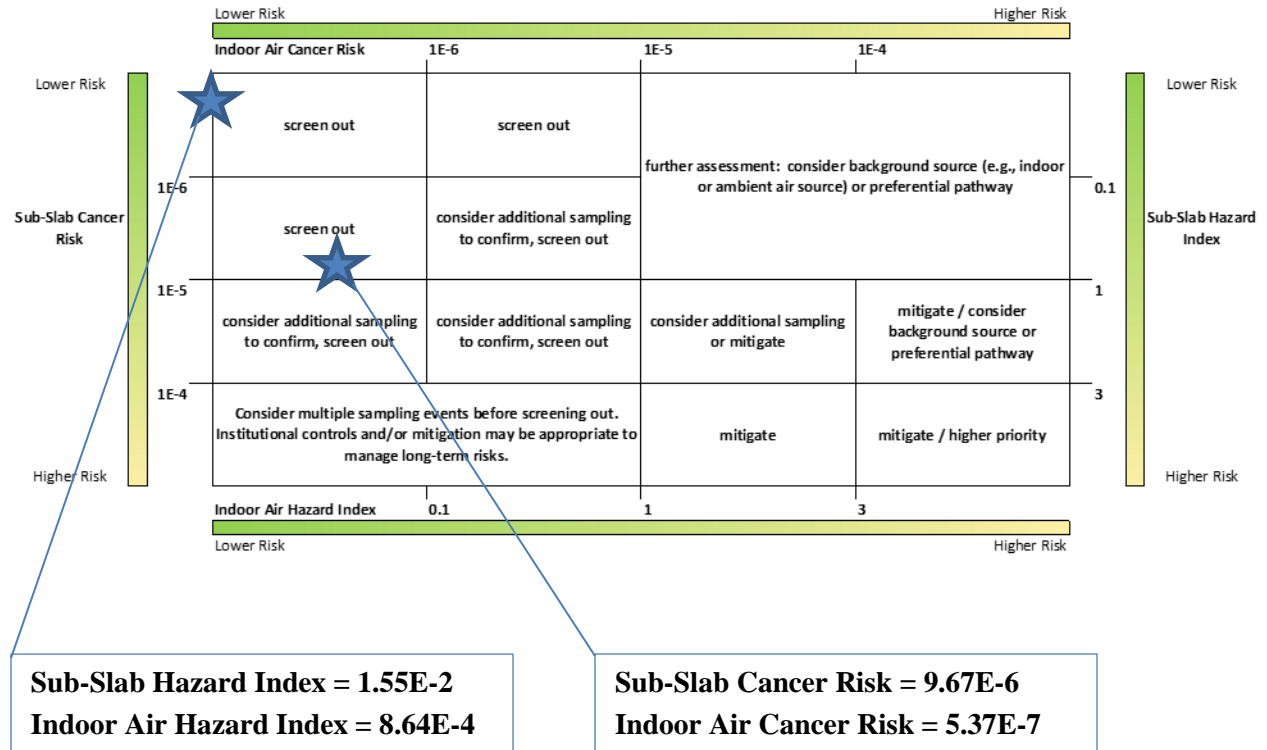 Lower Risk Higher Risk
Indoor Air Cancer Risk 1E-6 1E-5 1E-4
Lower Risk Lower Risk
screen out screen out
further assessment: consider background source (e.g., indoor
or ambient air source) or preferential pathway
1E-6 0.1
Sub-Slab Cancer
Risk
screen out
consider additional sampling
to confirm, screen out
Sub-Slab Hazard
Index
1E-5 1
consider additional sampling
to confirm, screen out
consider additional sampling
to confirm, screen out
consider additional sampling
or mitigate
mitigate / consider
background source or
preferential pathway
1E-4 3
Consider multiple sampling events before screening out.
Institutional controls and/or mitigation may be appropriate to
manage long-term risks.
mitigate
mitigate / higher priority
Higher Risk Higher Risk
Indoor Air Hazard Index 0.1 1 3
Lower Risk Higher Risk
Sub-Slab Hazard Index = 1.55E-2
Indoor Air Hazard Index = 8.64E-4
Sub-Slab Cancer Risk = 9.67E-6
Indoor Air Cancer Risk = 5.37E-7